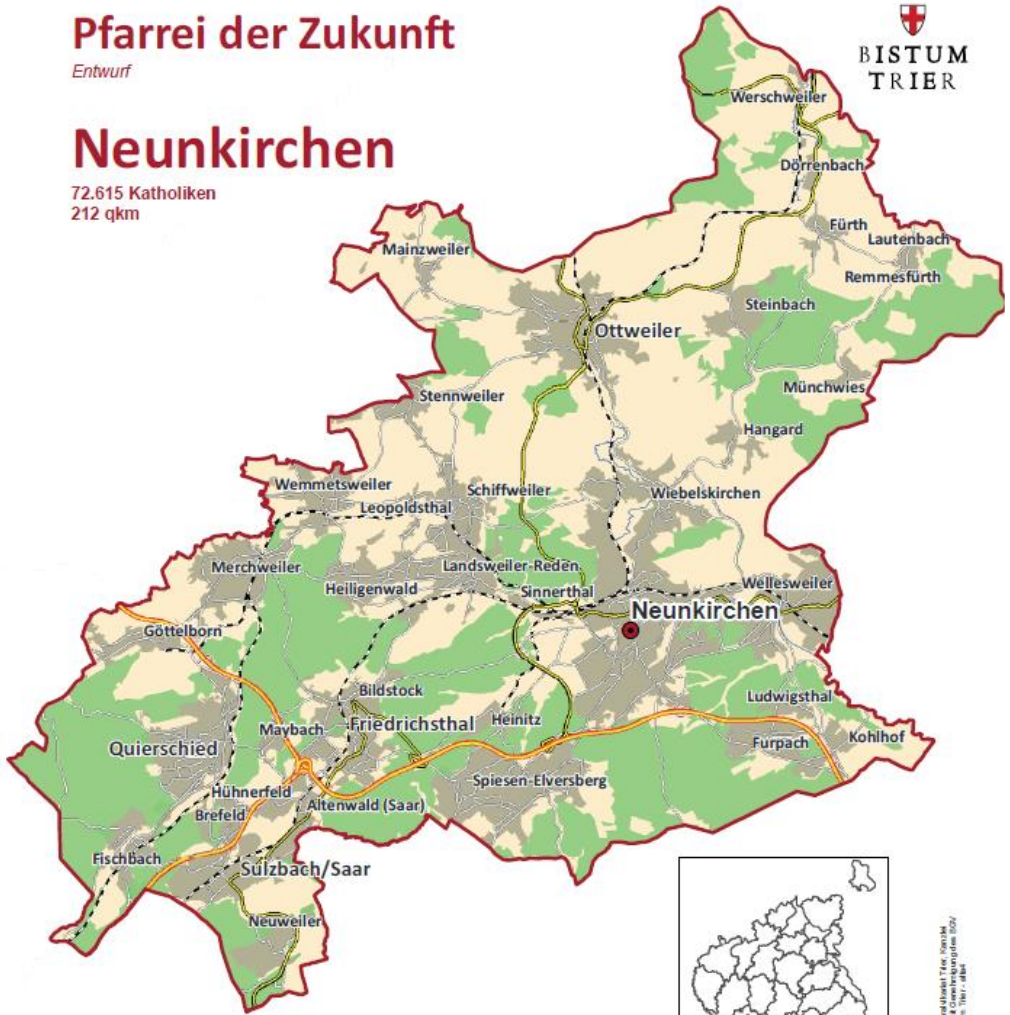 Pfarrei der Zukunft
Entwurf
BISTUM
TRIER
Neunkirchen
72.615 Katholiken
212 qkm
Werschweiler
Dörrenbach
Fürth
Lautenbach
Mainzweiler
Remmesfürth
Steinbach
Ottweiler
Münchwies
Stennweiler
Hangard
Wemmetsweiler
Schiffweiler
Wiebelskirchen
Leopoldsthal
Merchweiler
Landsweiler-Reden
Heiligenwald
Sinnerthal
Wellesweiler
Neunkirchen
Göttelborn
Bildstock
Ludwigsthal
Maybach
Friedrichsthal
Heinitz
Kohlhof
Quierschied
Furpach
Spiesen-Elversberg
Hühnerfeld
Altenwald (Saar)
Brefeld
Fischbach
Sulzbach/Saar
Neuweiler